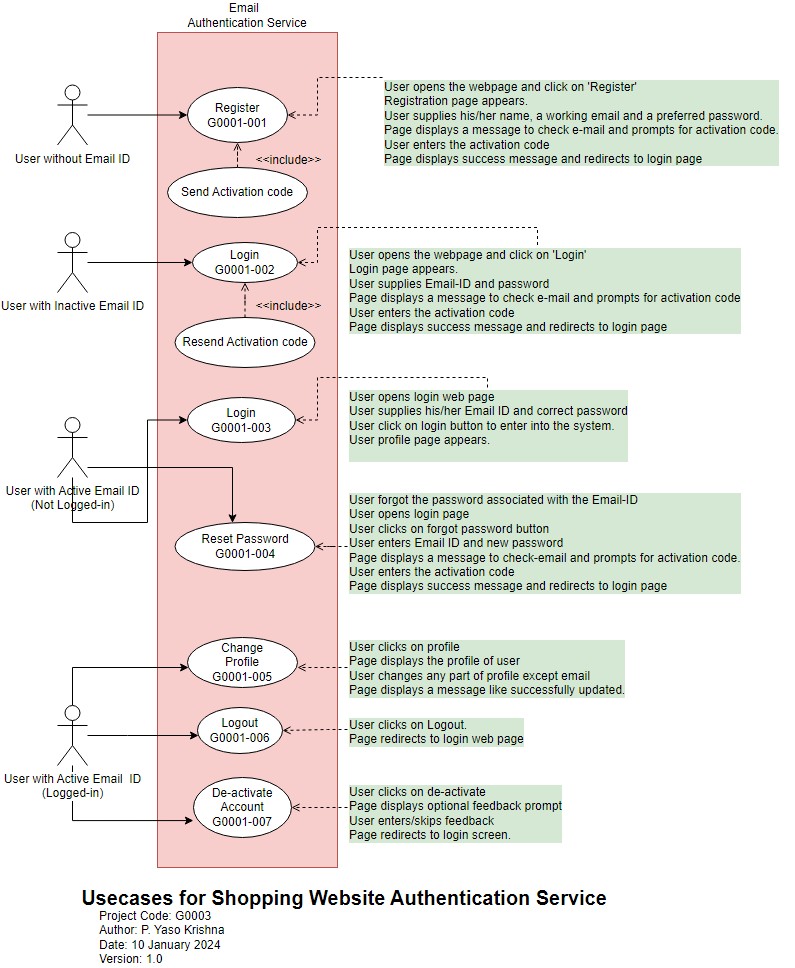 Email
Authentication Service
Register
G0001-001
<<include>>
Send Activation code
User without Email ID
User opens the webpage and click on 'Register'
Registration page appears.
User supplies his/her name, a working email and a preferred password.
Page displays a message to check e-mail and prompts for activation code.
User enters the activation code
Page displays success message and redirects to login page
Login
G0001-002
<<include>>
Resend Activation code
User with Inactive Email ID
User opens the webpage and click on 'Login'
Login page appears.
User supplies Email-ID and password
Page displays a message to check e-mail and prompts for activation code
User enters the activation code
Page displays success message and redirects to login page
Login
G0001-003
User opens login web page
User supplies his/her Email ID and correct password
User click on login button to enter into the system.
User profile page appears.
User with Active Email ID
(Not Logged-in)
Reset Password
G0001-004
User forgot the password associated with the Email-ID
User opens login page
User clicks on forgot password button
User enters Email ID and new password
Page displays a message to check-email and prompts for activation code.
User enters the activation code
Page displays success message and redirects to login page
Change
Profile
G0001-005
User clicks on profile
Page displays the profile of user
User changes any part of profile except email
Page displays a message like successfully updated.
Logout
G0001-006
User clicks on Logout.
Page redirects to login web page
User with Active Email ID
(Logged-in)
De-activate
Account
G0001-007
User clicks on de-activate
Page displays optional feedback prompt
User enters/skips feedback
Page redirects to login screen.
Usecases for Shopping Website Authentication Service
Project Code: G0003
Author: P. Yaso Krishna
Date: 10 January 2024
Version: 1.0